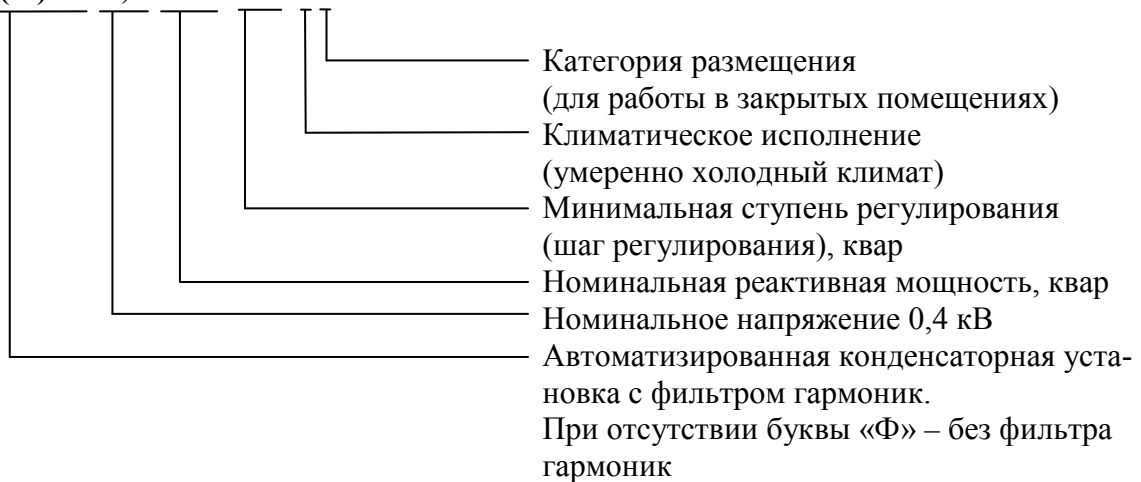 Категория размещения
(для работы в закрытых помещениях)
Климатическое исполнение
(умеренно холодный климат)
Минимальная ступень регулирования
(шаг регулирования), квар
Номинальная реактивная мощность, квар
Номинальное напряжение 0,4 кВ
Автоматизированная конденсаторная уста-
новка с фильтром гармоник.
При отсутствии буквы «Ф» – без фильтра
гармоник